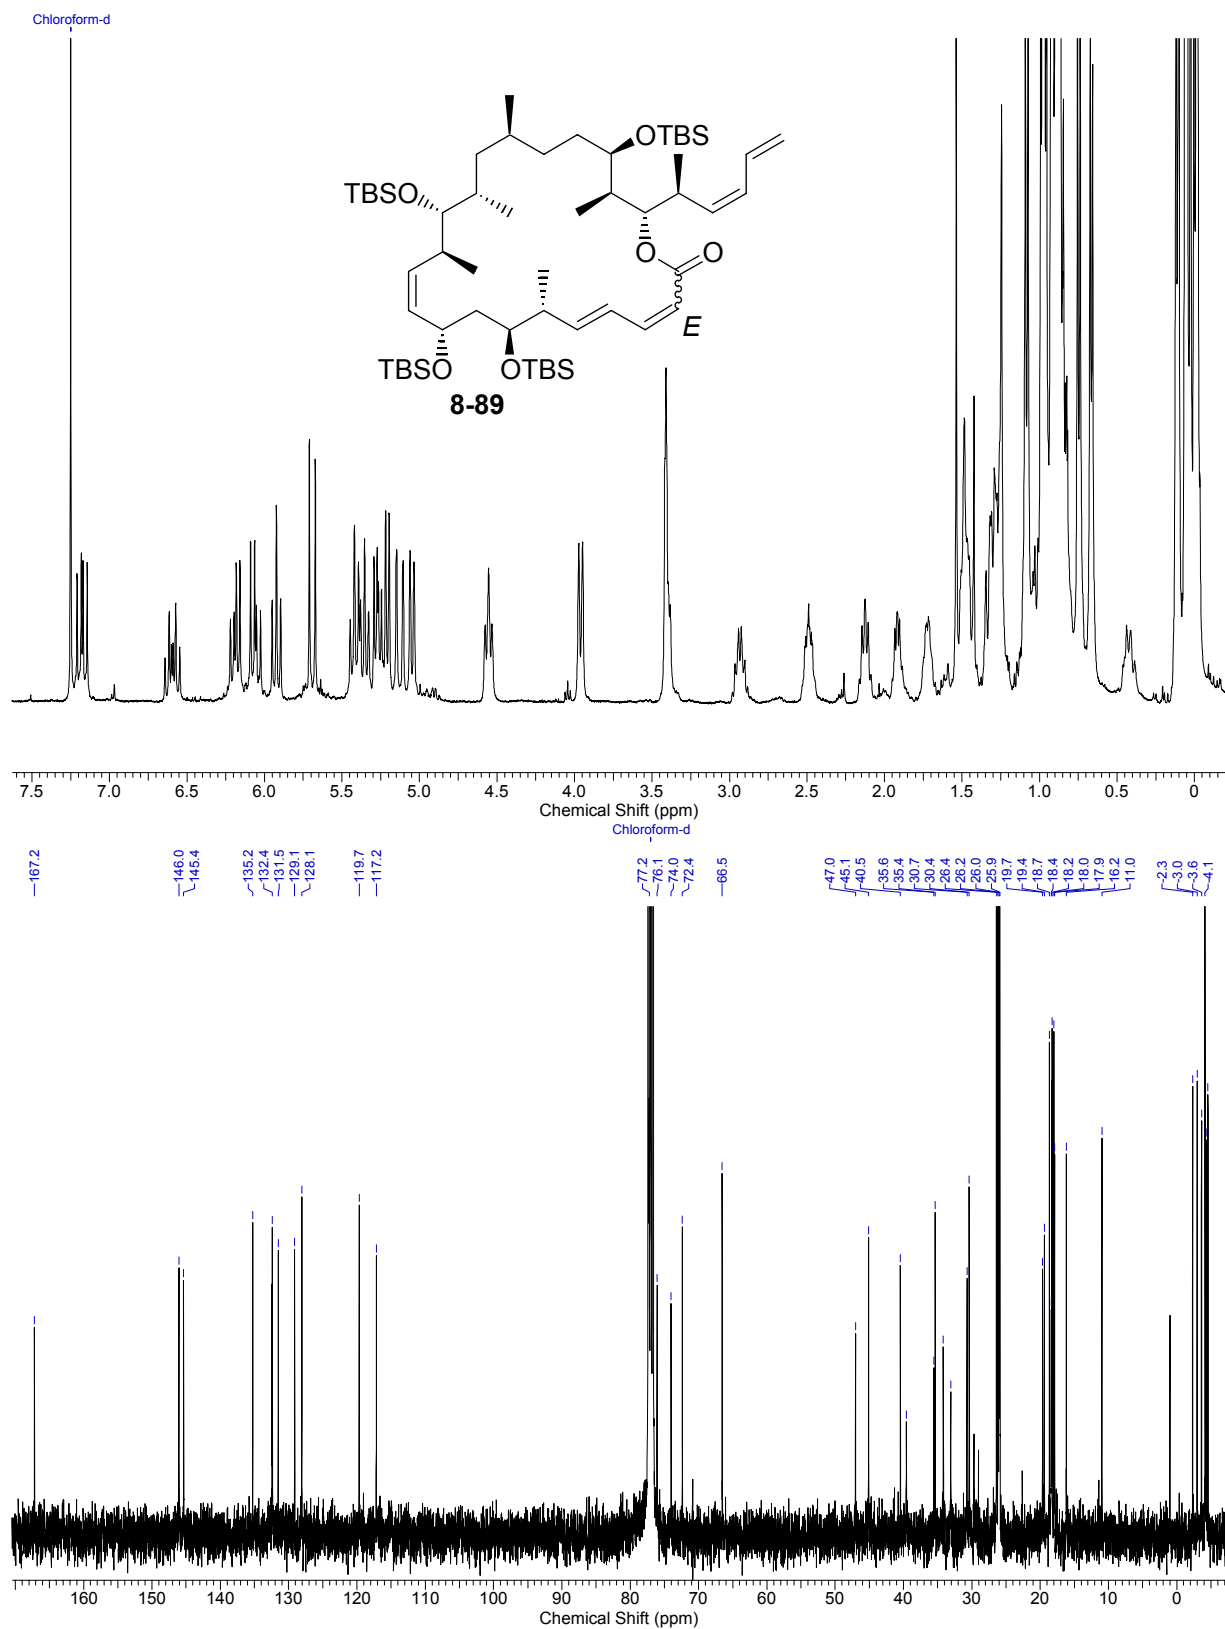 Chloroform-d
OTBS
TBSO
O
O
E
TBSO
OTBS
8-89
7.5 7.0 6.5 6.0 5.5 5.0 4.5 4.0 3.5 3.0 2.5 2.0 1.5 1.0 0.5 0
Chemical Shift (ppm)
Chloroform-d
167.2 146.0 145.4 135.2 132.4 131.5 129.1 128.1 119.7 117.2 77.2 76.1 74.0 72.4 66.5 47.0 45.1 40.5 35.6 35.4 30.7 30.4 26.4 26.2 26.0 25.9 19.7 19.4 18.7 18.4 18.2 18.0 17.9 16.2 11.0 -2.3 -3.0 -3.6 -4.1
160 150 140 130 120 110 100 90 80 70 60 50 40 30 20 10 0
Chemical Shift (ppm)